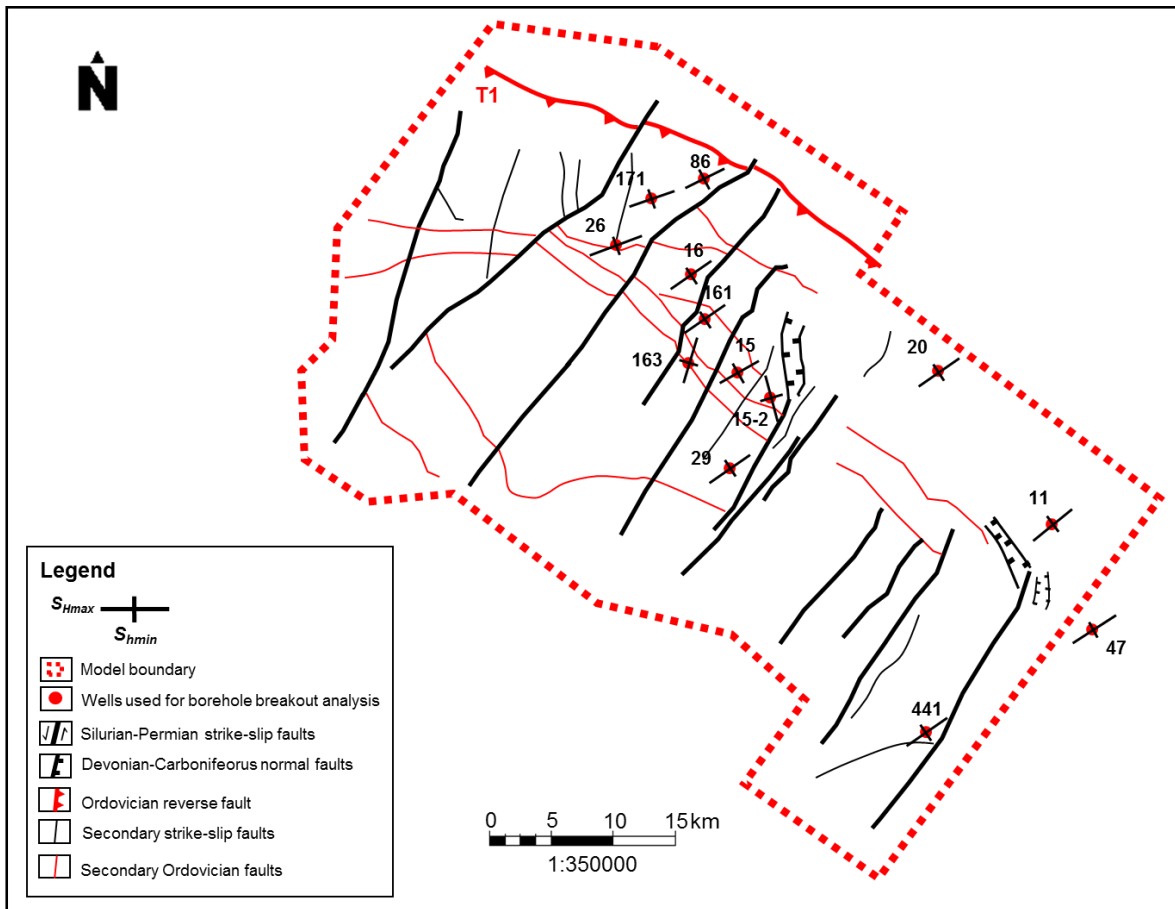 N
T1
86
171
26
16
161
163
15
15-2
20
29
11
47
441
Legend
SHmax
Shmin
Model boundary
Wells used for borehole breakout analysis
Silurian-Permian strike-slip faults
Devonian-Carbonifeorus normal faults
Ordovician reverse fault
Secondary strike-slip faults
Secondary Ordovician faults
0 5 10 15km
1:350000